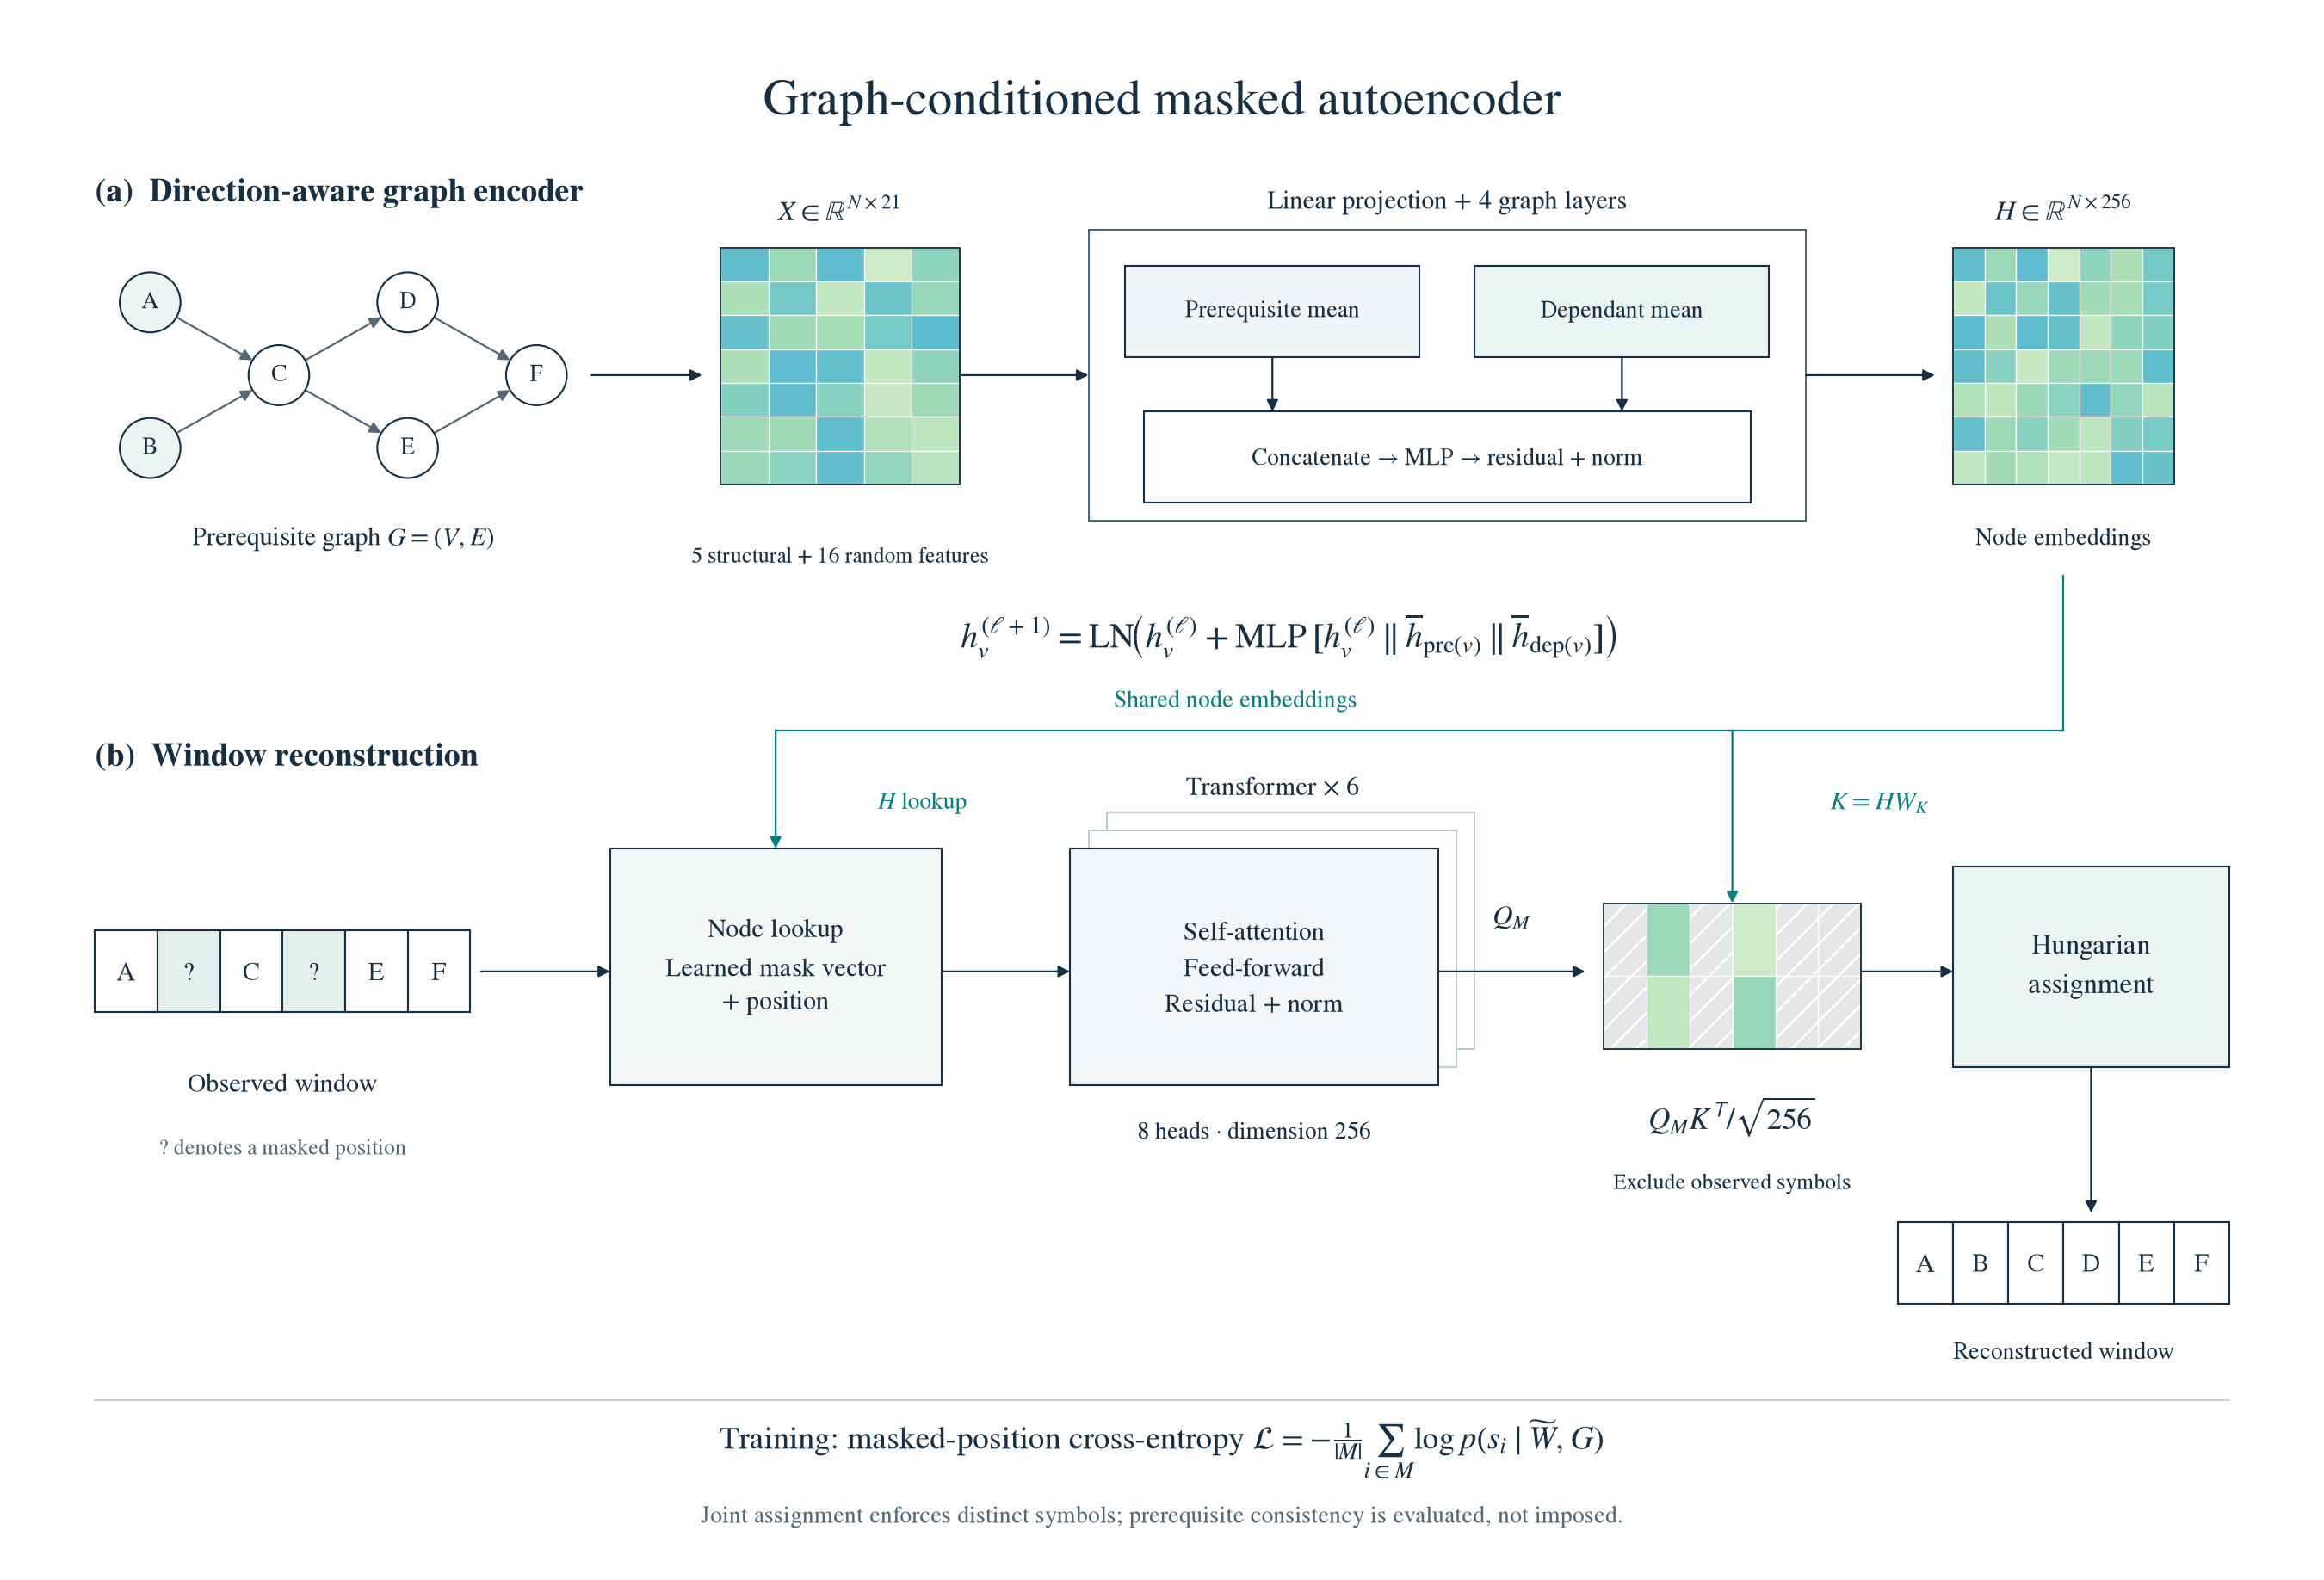 Graph-conditioned masked autoencoder
(a) Direction-aware graph encoder
X ∈ ℝ^{N×21}
Linear projection + 4 graph layers
H ∈ ℝ^{N×256}
A
B
C
D
E
F
Prerequisite mean
Dependant mean
Concatenate → MLP → residual + norm
Prerequisite graph G = (V, E)
5 structural + 16 random features
Node embeddings
h_v^{(ℓ+1)} = LN(h_v^{(ℓ)} + MLP [h_v^{(ℓ)} ∥ h̅_{pre(v)} ∥ h̅_{dep(v)}])
Shared node embeddings
(b) Window reconstruction
H lookup
Transformer × 6
K = HW_K
A ? C ? E F
Node lookup
Learned mask vector
+ position
Self-attention
Feed-forward
Residual + norm
Q_M
Hungarian
assignment
Observed window
? denotes a masked position
8 heads · dimension 256
Q_M K^T/√256
Exclude observed symbols
A B C D E F
Reconstructed window
Training: masked-position cross-entropy ℒ = −1/|M| ∑_{i∈M} log p(s_i | W̃, G)
Joint assignment enforces distinct symbols; prerequisite consistency is evaluated, not imposed.